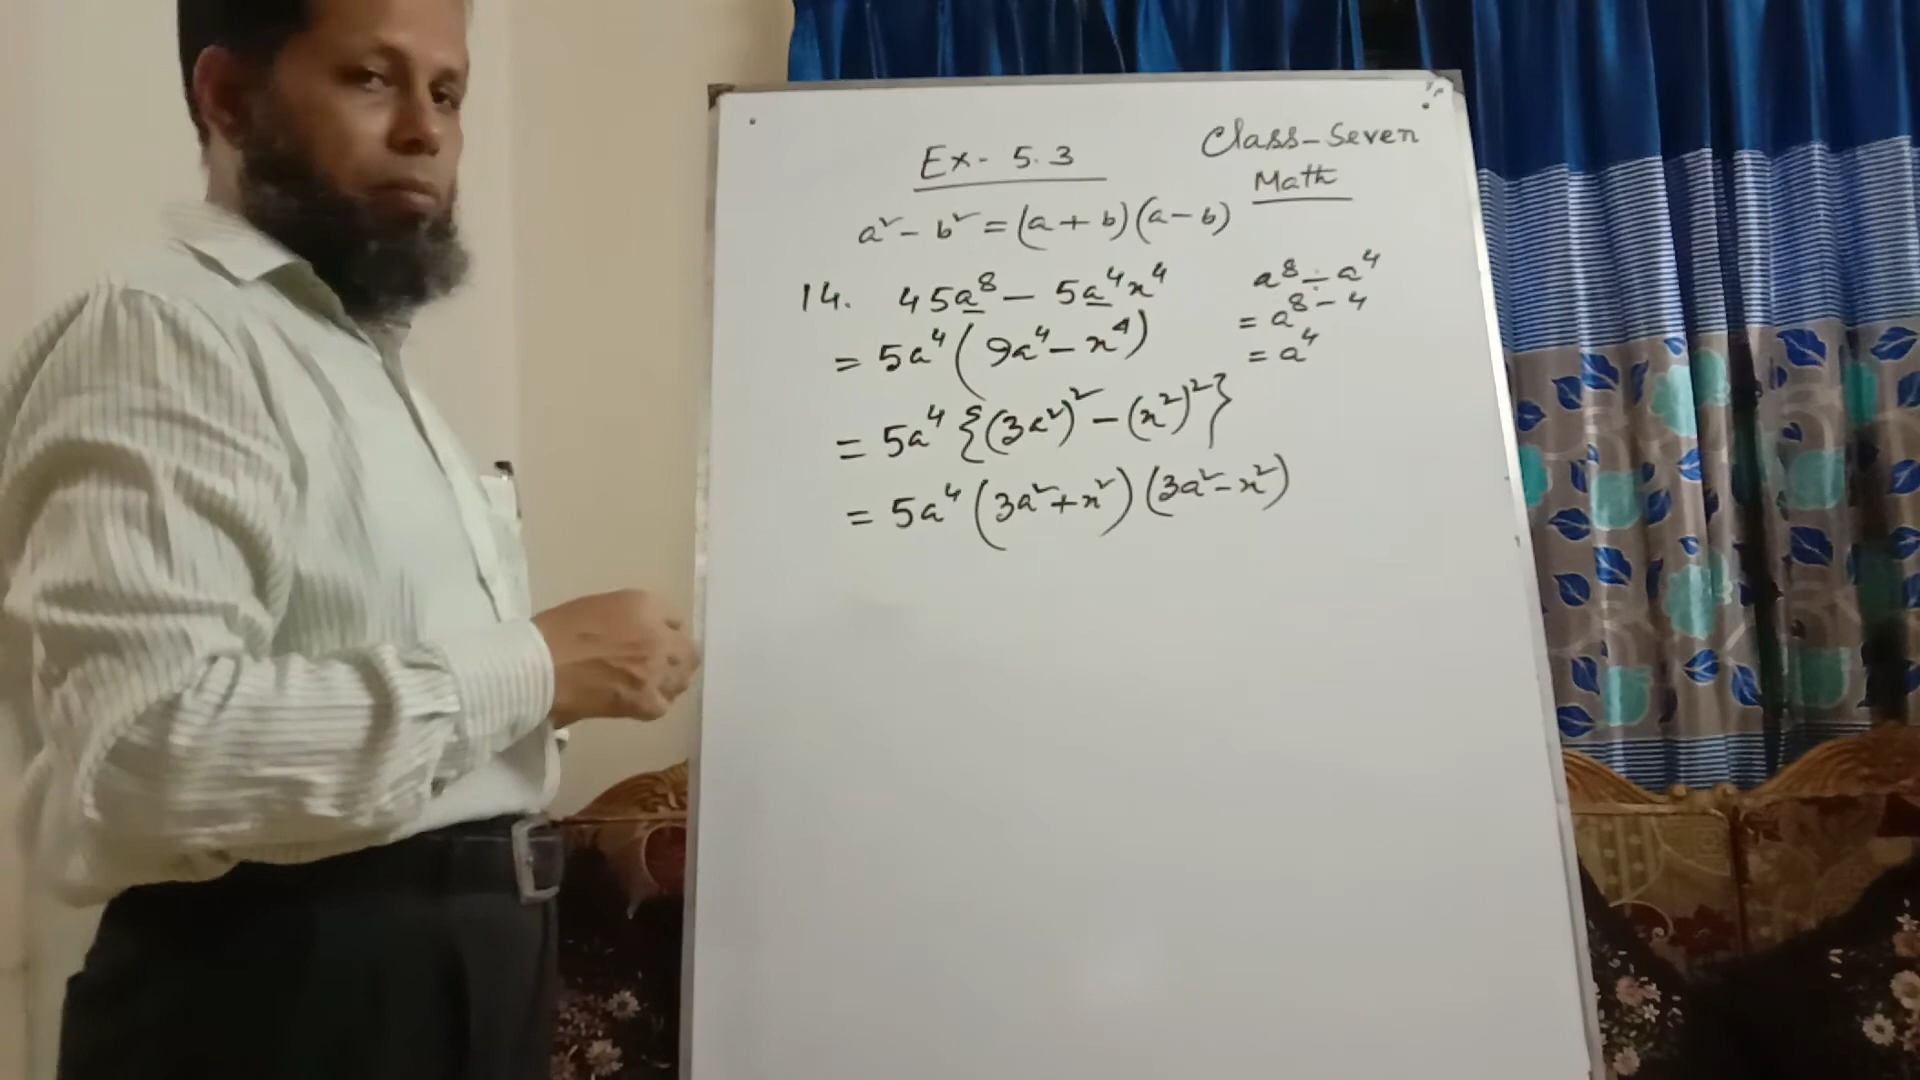 Ex- 5.3
Class-Seven
Math
a² - b² = (a + b)(a - b)
14. 45a⁸ - 5a⁴x⁴
= 5a⁴(9a⁴ - x⁴)
= 5a⁴{(3a²)² - (x²)²}
= 5a⁴(3a²+x²)(3a²-x²)
a⁸ ÷ a⁴
= a⁸⁻⁴
= a⁴